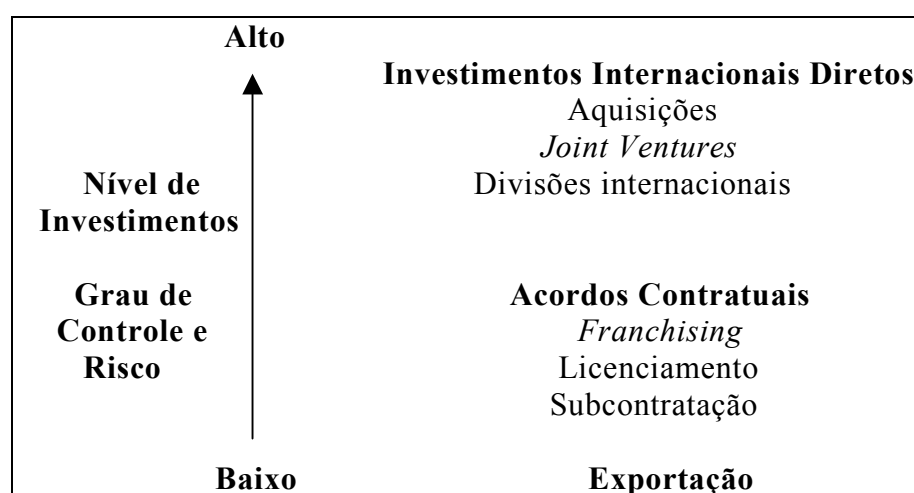 Alto
Investimentos Internacionais Diretos
Aquisições
Joint Ventures
Divisões internacionais
Nível de
Investimentos
Grau de
Controle e
Risco
Acordos Contratuais
Franchising
Licenciamento
Subcontratação
Baixo
Exportação